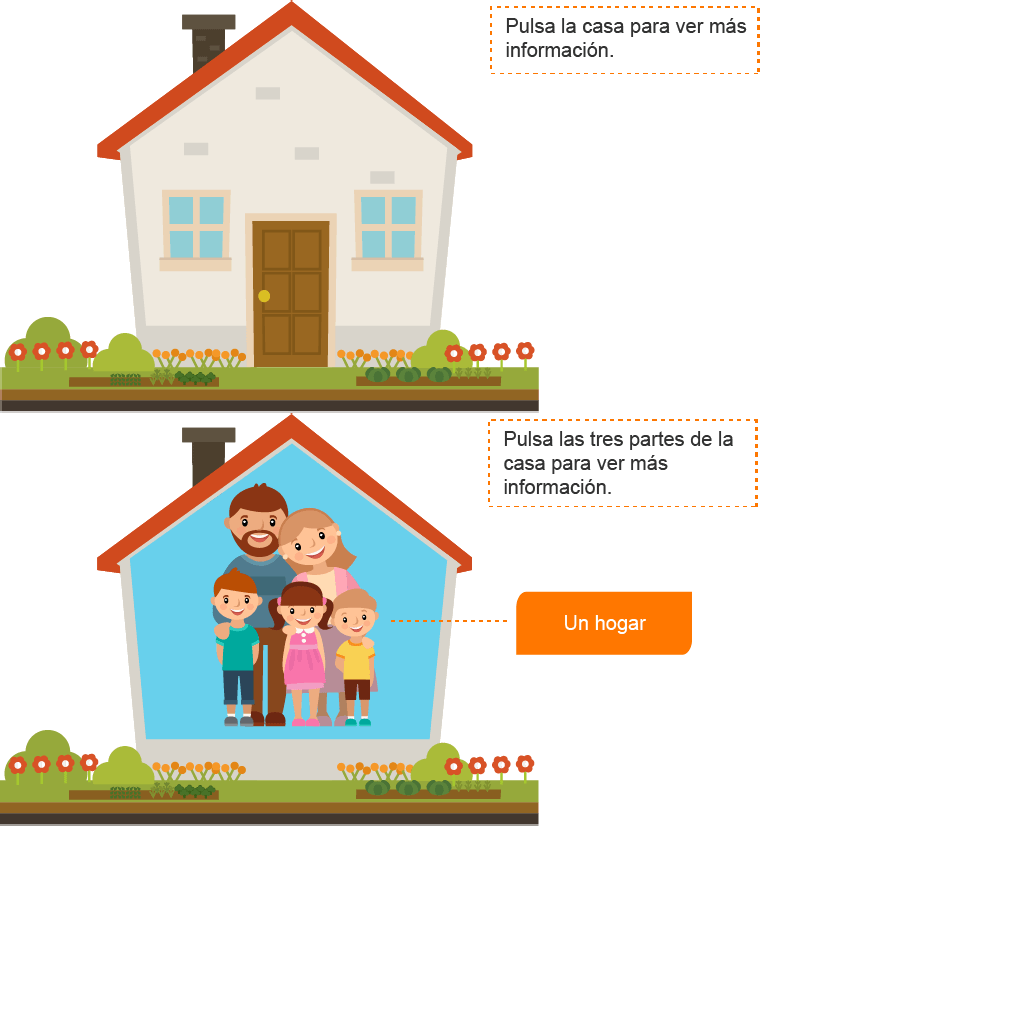 Pulsa la casa para ver más
información.
Pulsa las tres partes de la
casa para ver más
información.
Un hogar